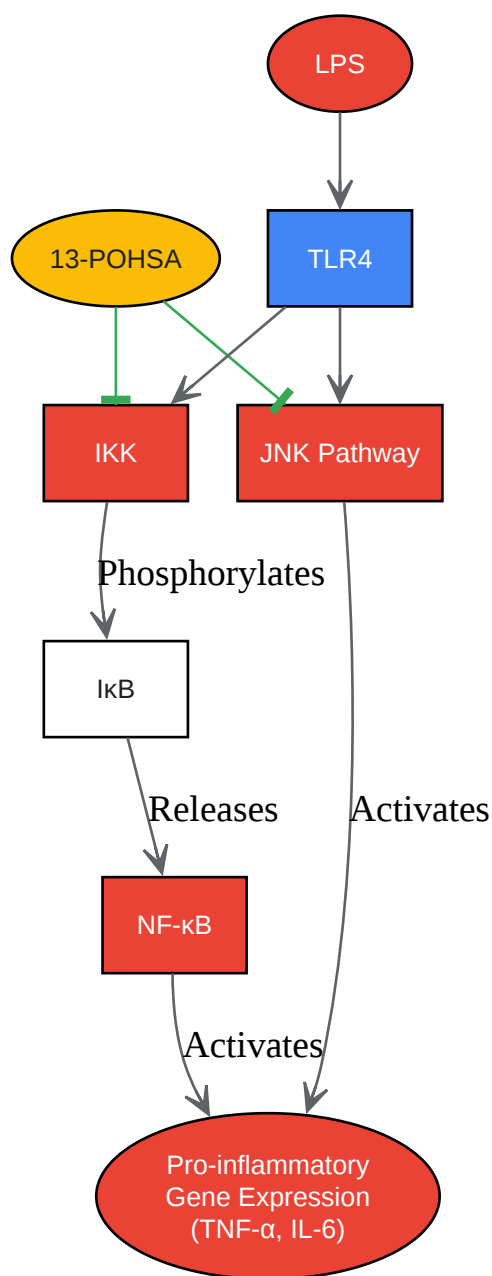 LPS
13-POHSA
TLR4
IKK
JNK Pathway
Phosphorylates
IκB
Releases
Activates
NF-κB
Activates
Pro-inflammatory
Gene Expression
(TNF-α, IL-6)